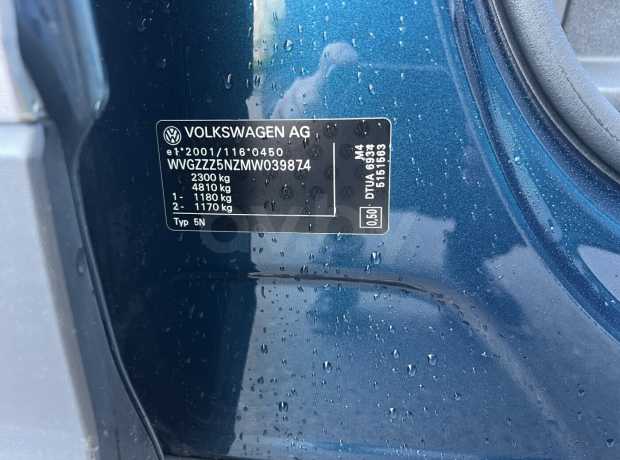 VOLKSWAGEN AG
e1*2001/116*0450
WVGZZZ5NZMW039874
2300 kg
4810 kg
1- 1180 kg
2- 1170 kg
Typ 5N
M4
DTUA 6934
5151563
0,50